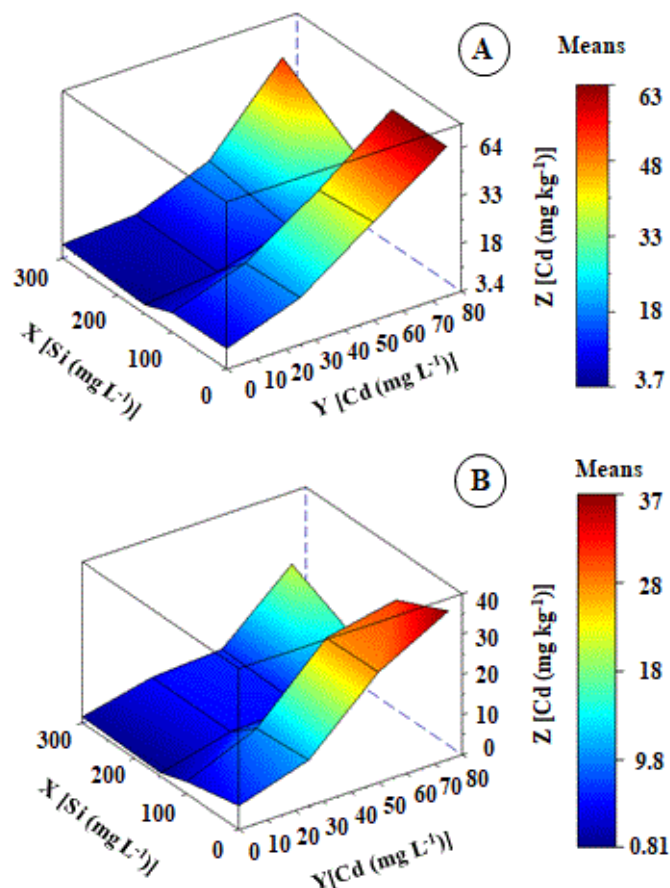 A
Means
63
48
33
18
3.7
64
33
18
3.4
Z [Cd (mg kg⁻¹)]
300
200
100
0
X [Si (mg L⁻¹)]
0 10 20 30 40 50 60 70 80
Y [Cd (mg L⁻¹)]
B
Means
37
28
18
9.8
0.81
40
30
20
10
0
Z [Cd (mg kg⁻¹)]
300
200
100
0
X [Si (mg L⁻¹)]
0 10 20 30 40 50 60 70 80
Y[Cd (mg L⁻¹)]